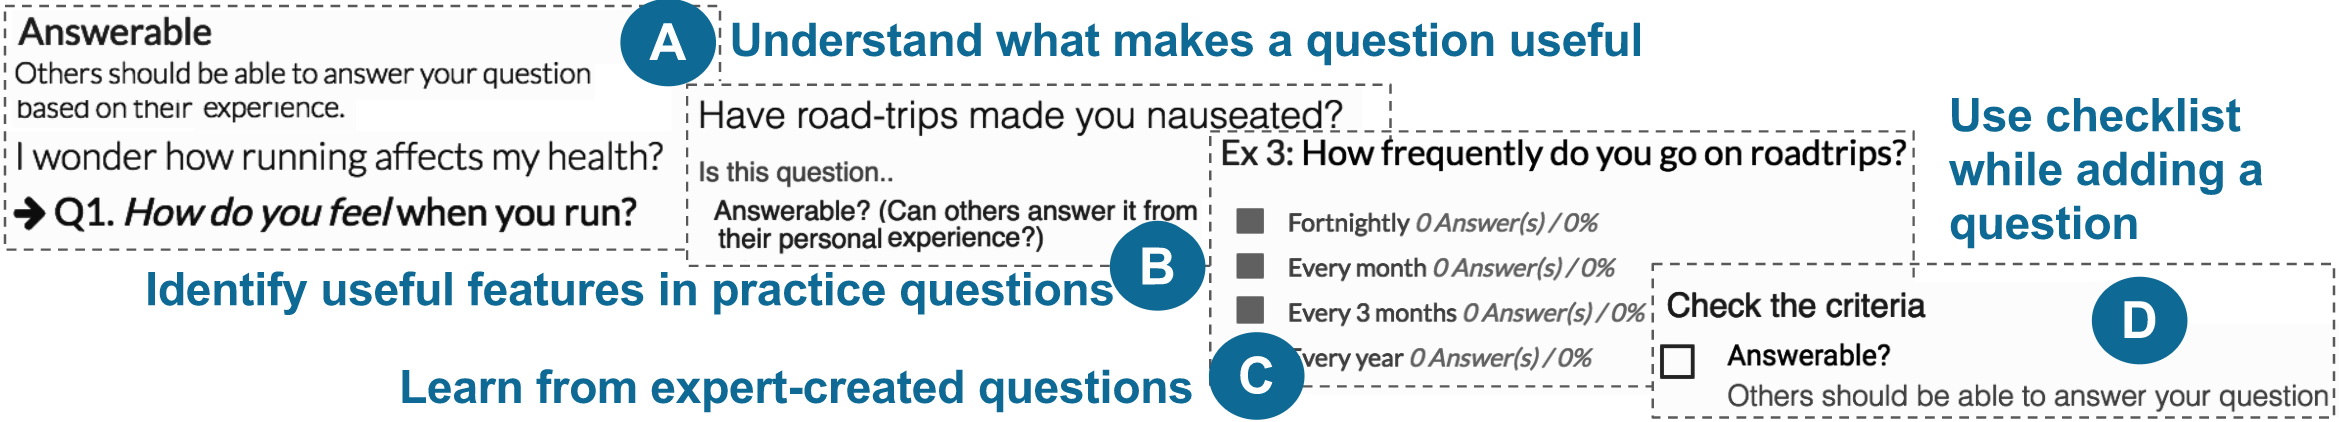 Answerable
Others should be able to answer your question
based on their experience.
I wonder how running affects my health?
➔ Q1. How do you feel when you run?
A
Understand what makes a question useful
Have road-trips made you nauseated?
Is this question..
Answerable? (Can others answer it from
their personal experience?)
B
Identify useful features in practice questions
Ex 3: How frequently do you go on roadtrips?
Fortnightly 0 Answer(s) / 0%
Every month 0 Answer(s) / 0%
Every 3 months 0 Answer(s) / 0%
Every year 0 Answer(s) / 0%
C
Learn from expert-created questions
Use checklist
while adding a
question
D
Check the criteria
Answerable?
Others should be able to answer your question